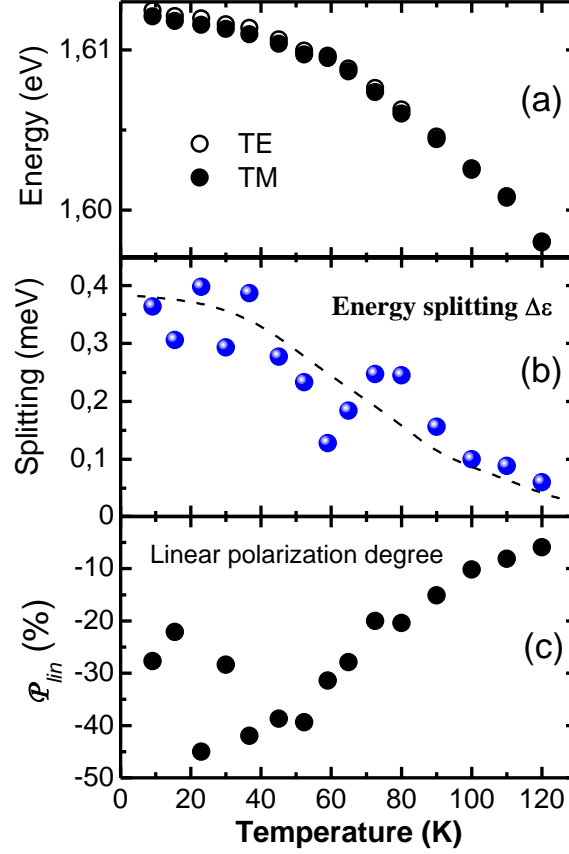 (a)
Energy (eV)
1,61
1,60
TE
TM
(b)
Energy splitting Δε
Splitting (meV)
0,4
0,3
0,2
0,1
0
(c)
Linear polarization degree
𝒫lin (%)
-10
-20
-30
-40
-50
0 20 40 60 80 100 120
Temperature (K)